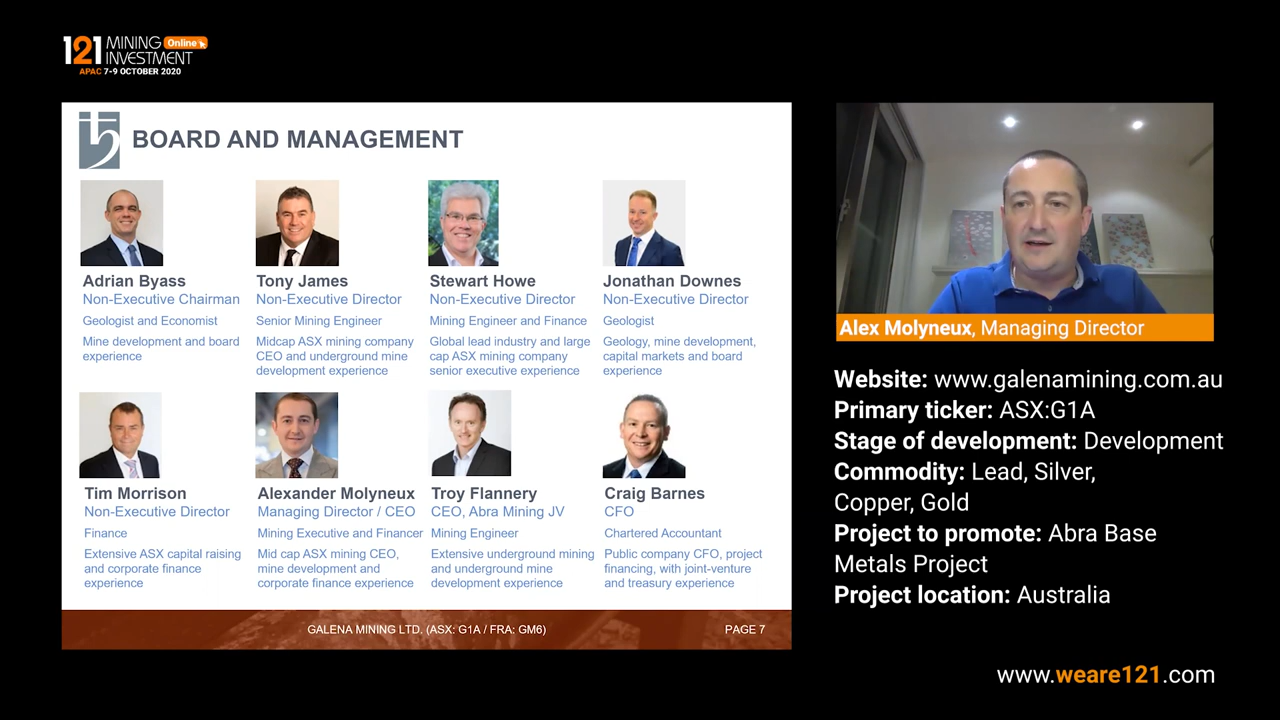 121 MINING INVESTMENT Online
APAC 7-9 OCTOBER 2020
BOARD AND MANAGEMENT
Adrian Byass
Non-Executive Chairman
Geologist and Economist
Mine development and board
experience
Tony James
Non-Executive Director
Senior Mining Engineer
Midcap ASX mining company
CEO and underground mine
development experience
Stewart Howe
Non-Executive Director
Mining Engineer and Finance
Global lead industry and large
cap ASX mining company
senior executive experience
Jonathan Downes
Non-Executive Director
Geologist
Geology, mine development,
capital markets and board
experience
Tim Morrison
Non-Executive Director
Finance
Extensive ASX capital raising
and corporate finance
experience
Alexander Molyneux
Managing Director / CEO
Mining Executive and Financer
Mid cap ASX mining CEO,
mine development and
corporate finance experience
Troy Flannery
CEO, Abra Mining JV
Mining Engineer
Extensive underground mining
and underground mine
development experience
Craig Barnes
CFO
Chartered Accountant
Public company CFO, project
financing, with joint-venture
and treasury experience
GALENA MINING LTD. (ASX: G1A / FRA: GM6)
PAGE 7
Alex Molyneux, Managing Director
Website: www.galenamining.com.au
Primary ticker: ASX:G1A
Stage of development: Development
Commodity: Lead, Silver,
Copper, Gold
Project to promote: Abra Base
Metals Project
Project location: Australia
www.weare121.com